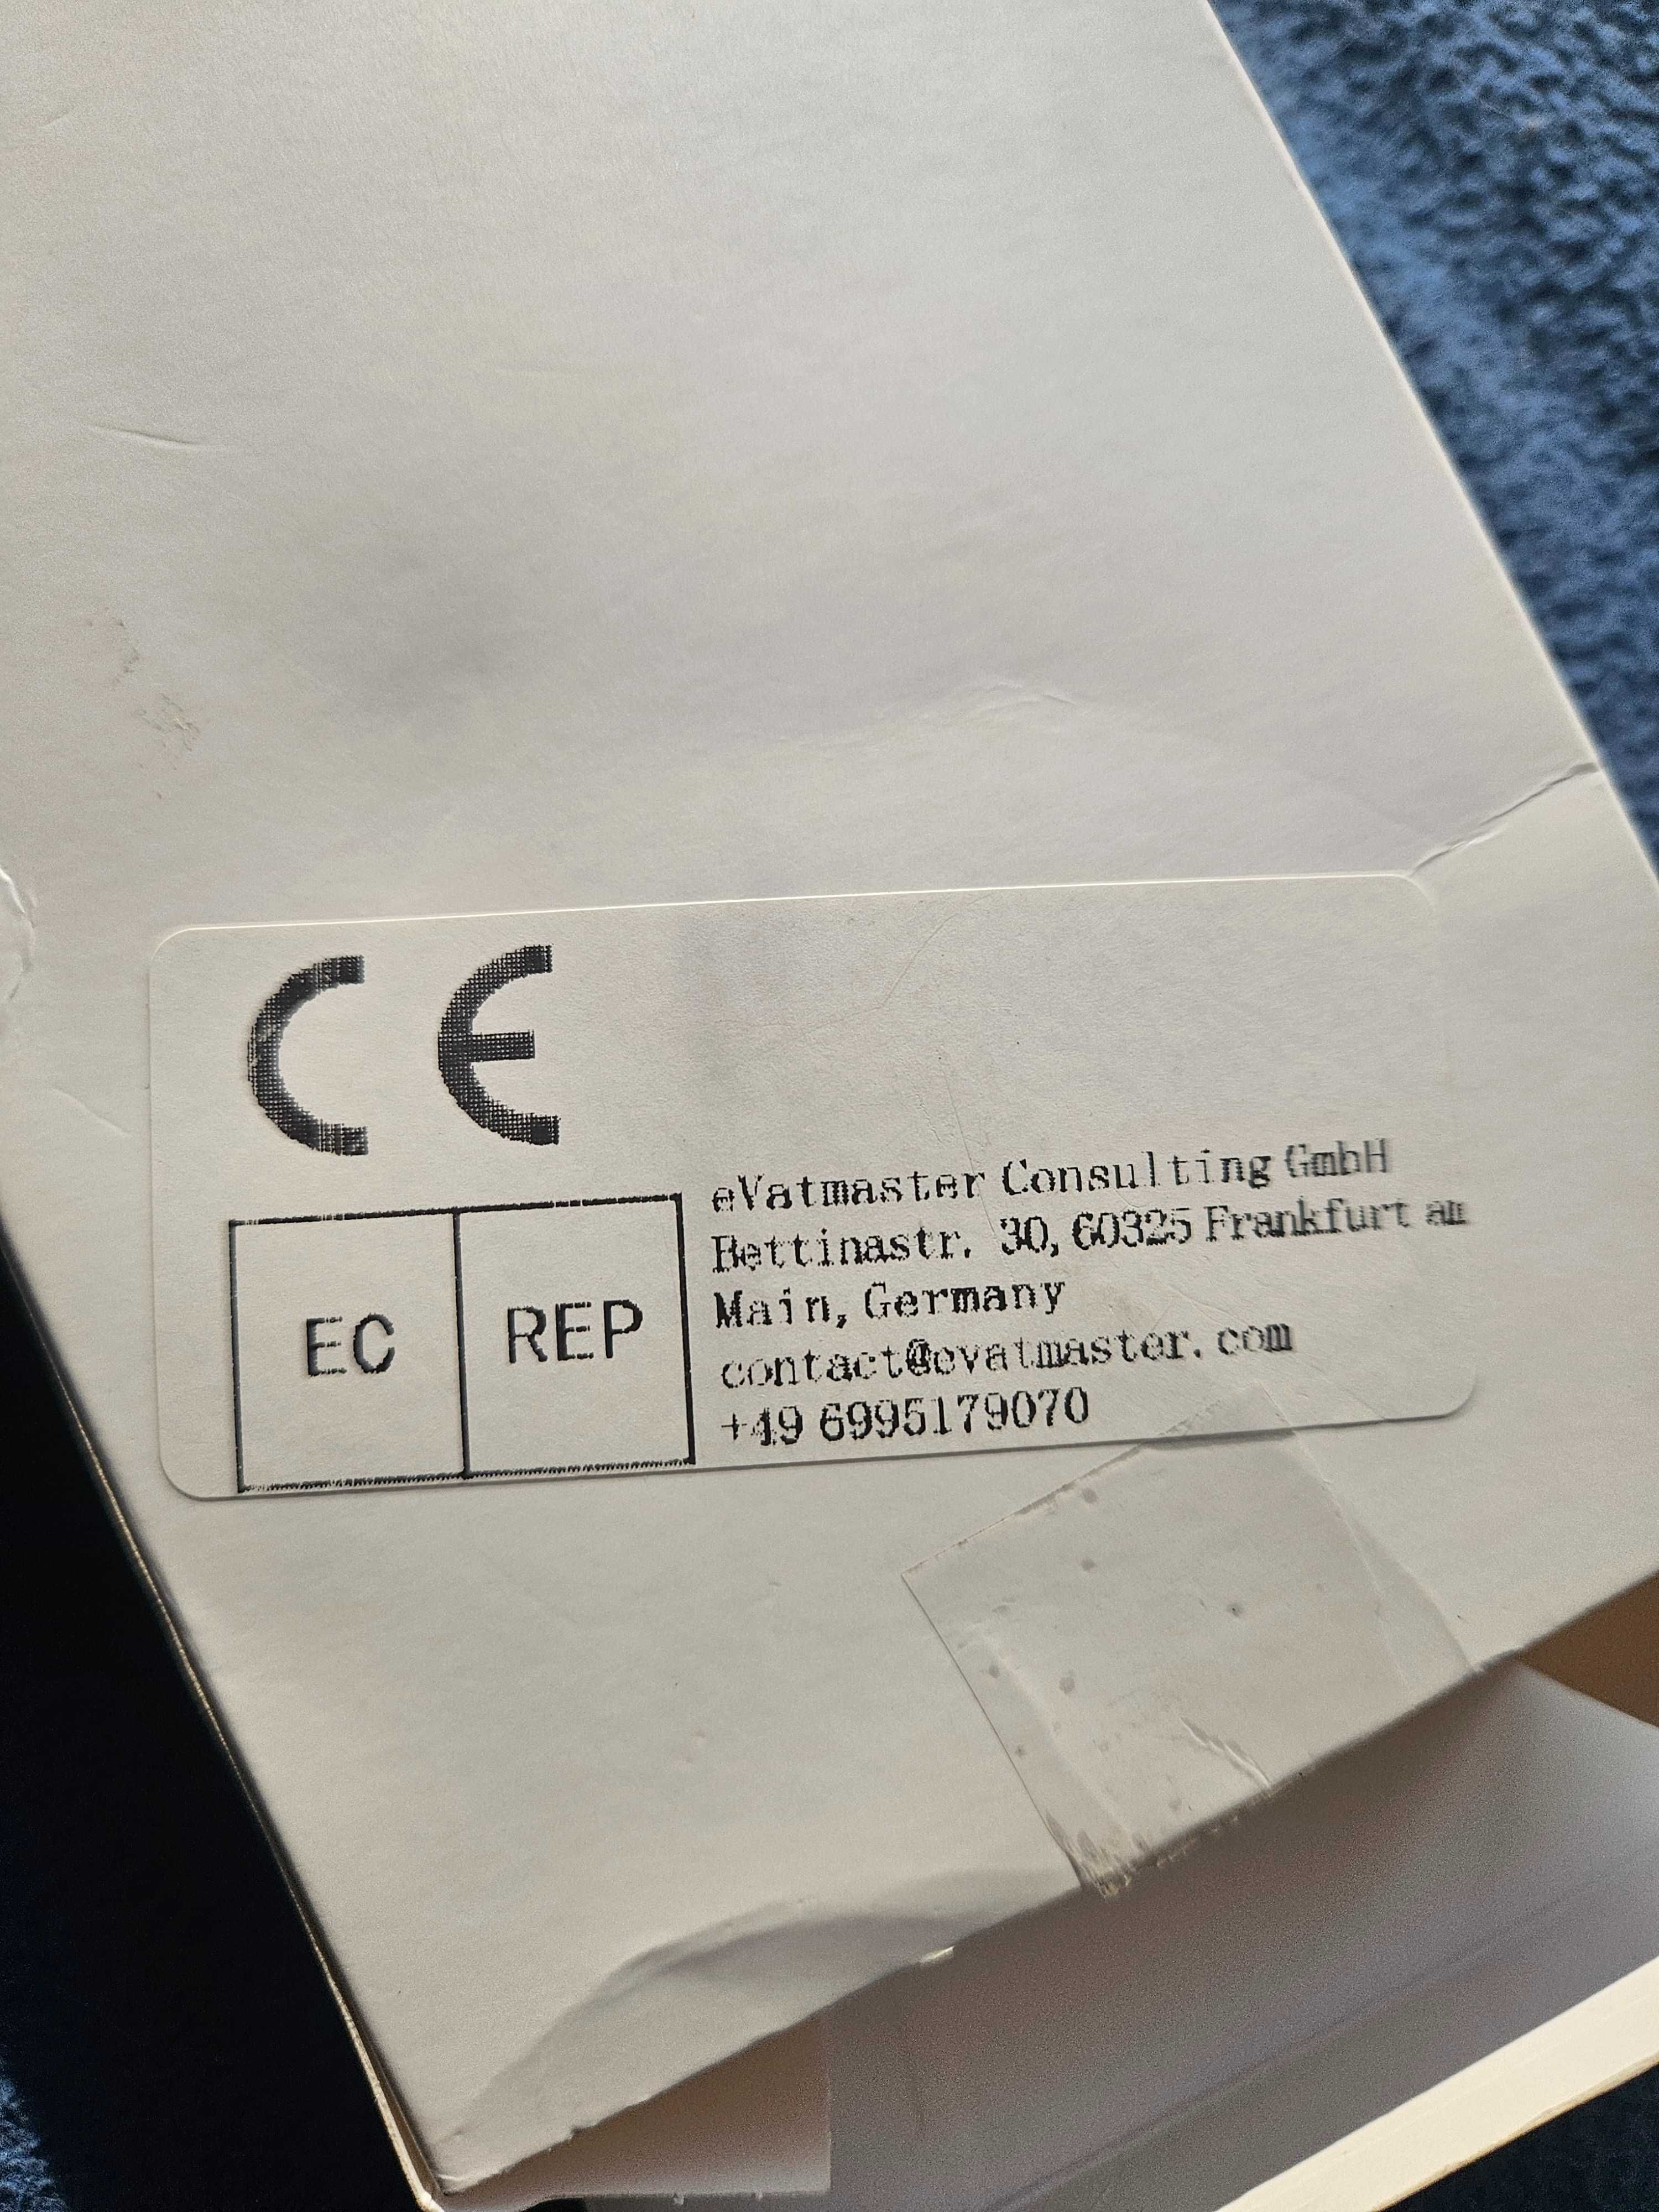 CE
EC REP
eVatmaster Consulting GmbH
Bettinastr. 30, 60325 Frankfurt am
Main, Germany
contact@evatmaster.com
+49 6995179070